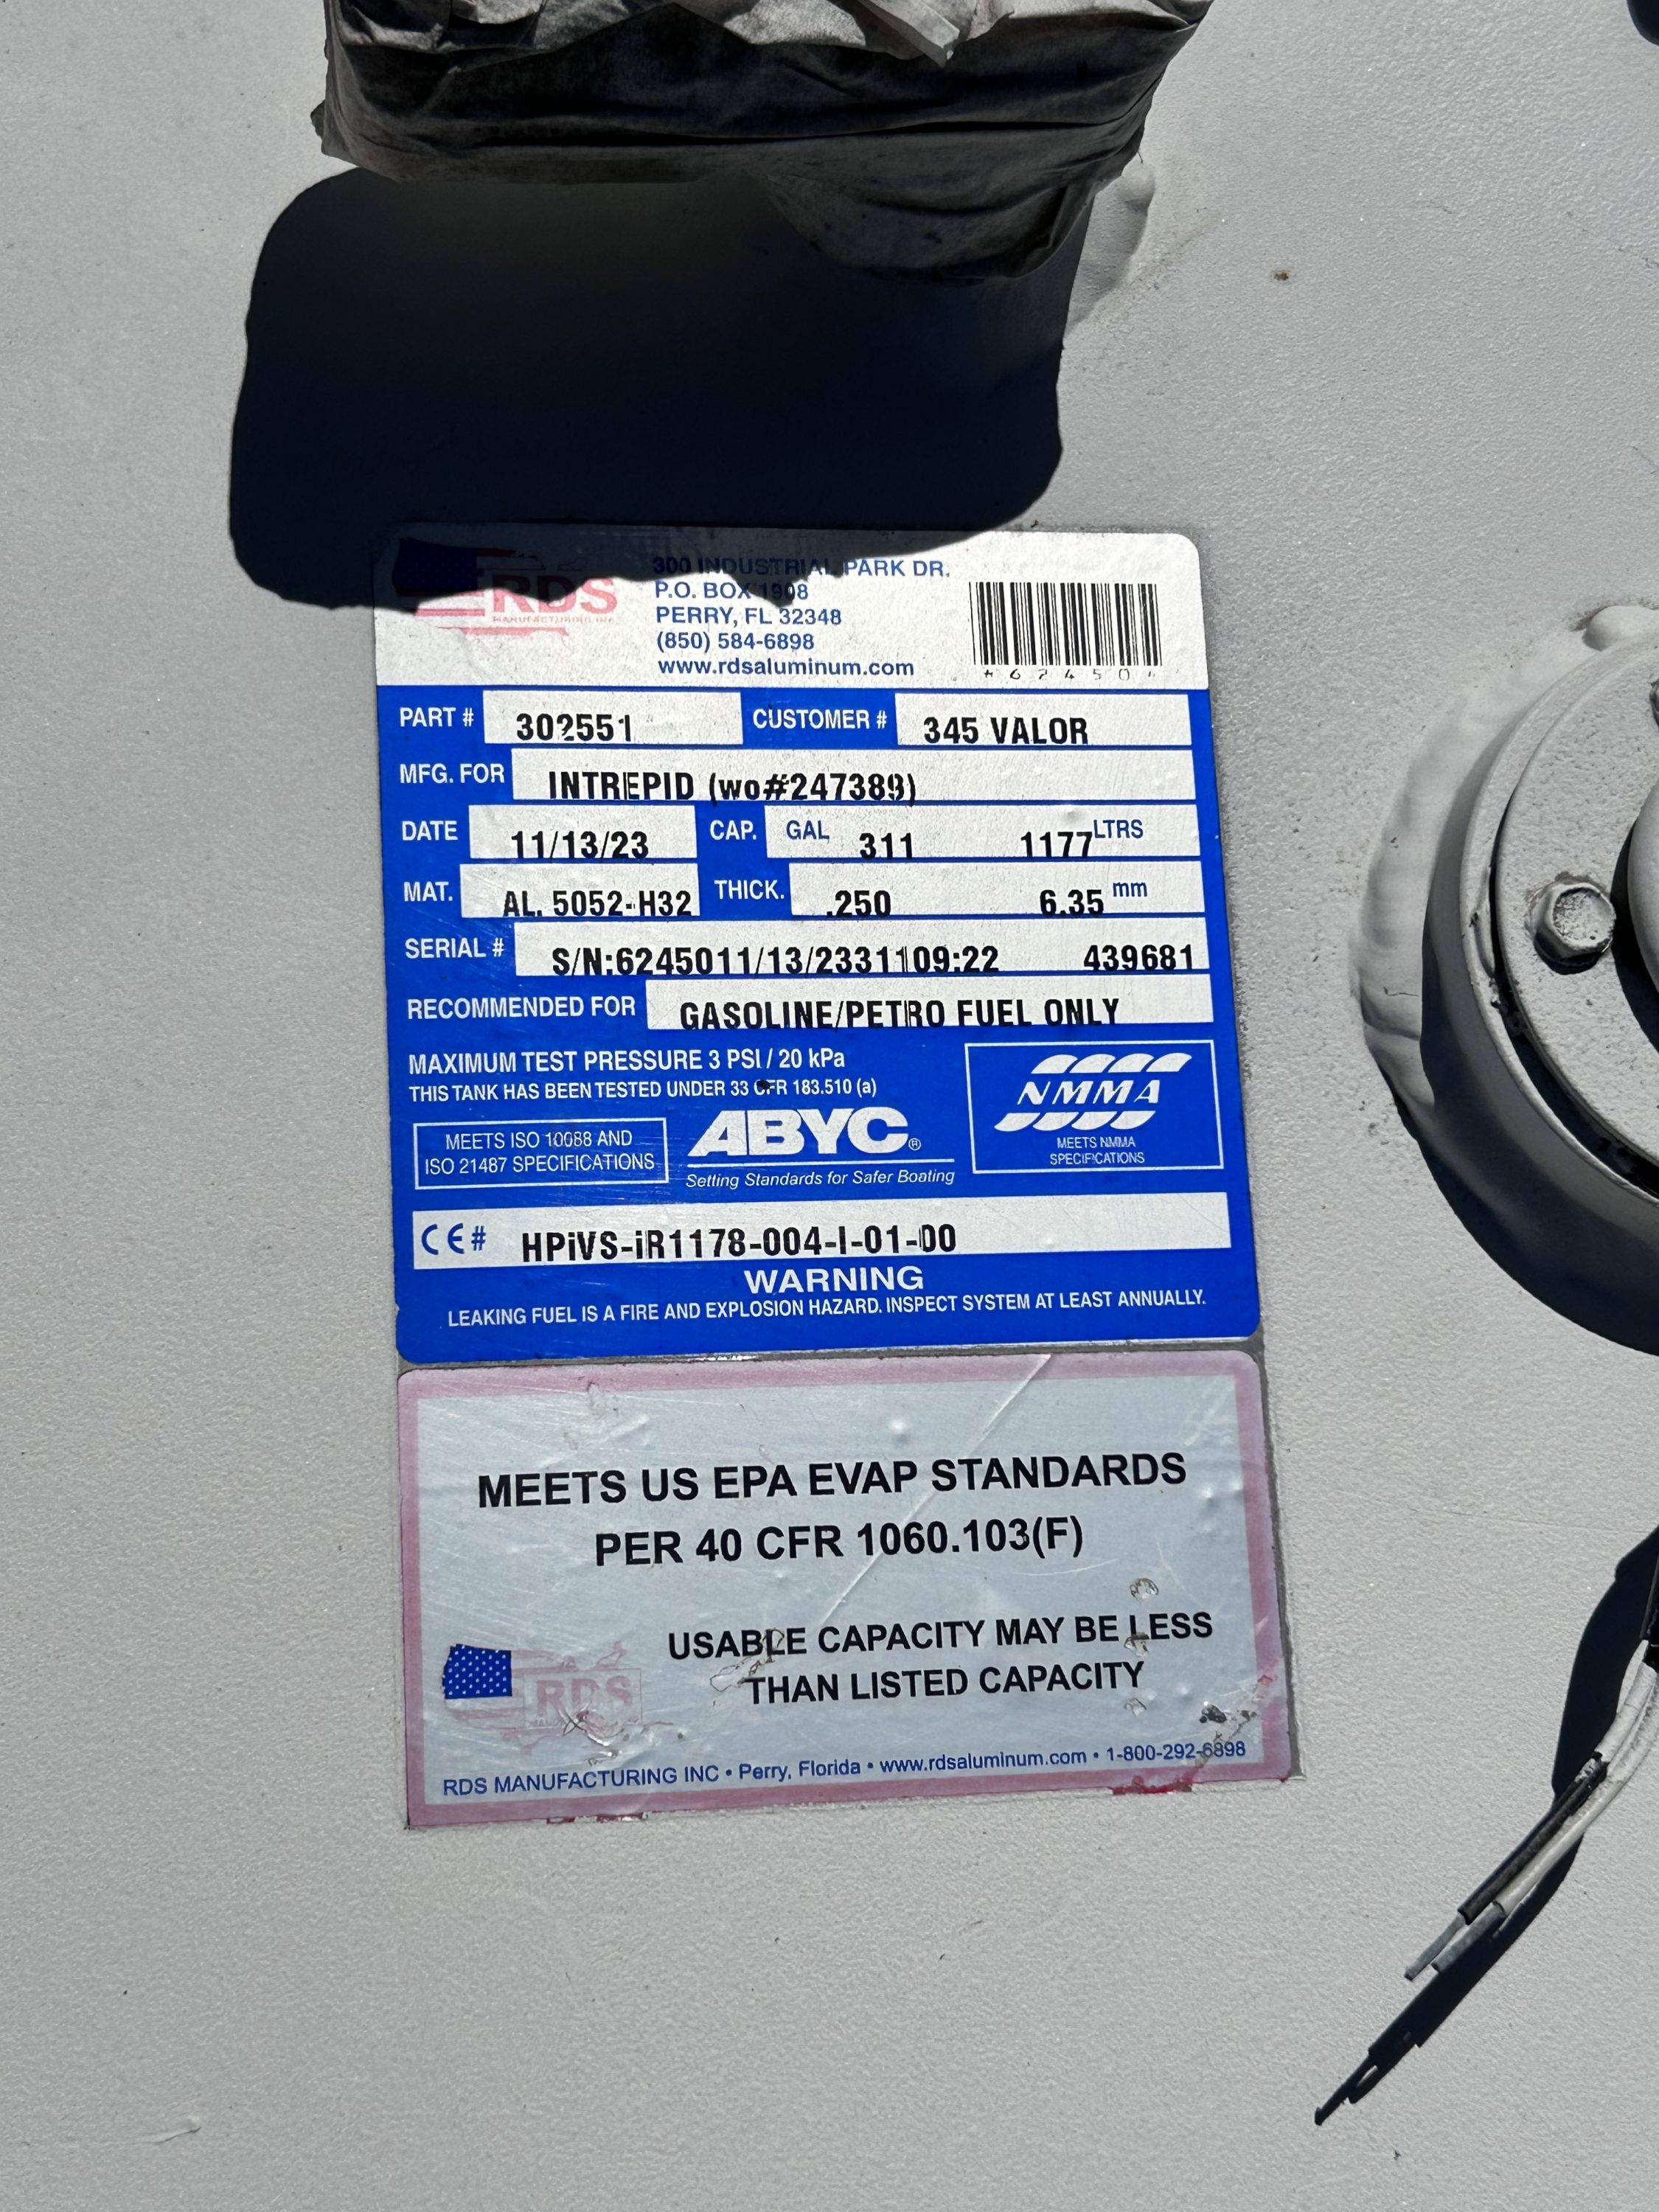 RDS
MANUFACTURING INC
300 INDUSTRIAL PARK DR.
P.O. BOX 1908
PERRY, FL 32348
(850) 584-6898
www.rdsaluminum.com
*62450*
PART # 302551 CUSTOMER # 345 VALOR
MFG. FOR INTREPID (wo#247389)
DATE 11/13/23 CAP. GAL 311 1177 LTRS
MAT. AL. 5052-H32 THICK. .250 6.35 mm
SERIAL # S/N:6245011/13/2331109:22 439681
RECOMMENDED FOR GASOLINE/PETRO FUEL ONLY
MAXIMUM TEST PRESSURE 3 PSI / 20 kPa
THIS TANK HAS BEEN TESTED UNDER 33 CFR 183.510 (a)
MEETS ISO 10088 AND
ISO 21487 SPECIFICATIONS
ABYC®
Setting Standards for Safer Boating
NMMA
MEETS NMMA
SPECIFICATIONS
CE# HPiVS-iR1178-004-I-01-00
WARNING
LEAKING FUEL IS A FIRE AND EXPLOSION HAZARD. INSPECT SYSTEM AT LEAST ANNUALLY.
MEETS US EPA EVAP STANDARDS
PER 40 CFR 1060.103(F)
USABLE CAPACITY MAY BE LESS
THAN LISTED CAPACITY
RDS
RDS MANUFACTURING INC • Perry, Florida • www.rdsaluminum.com • 1-800-292-6898